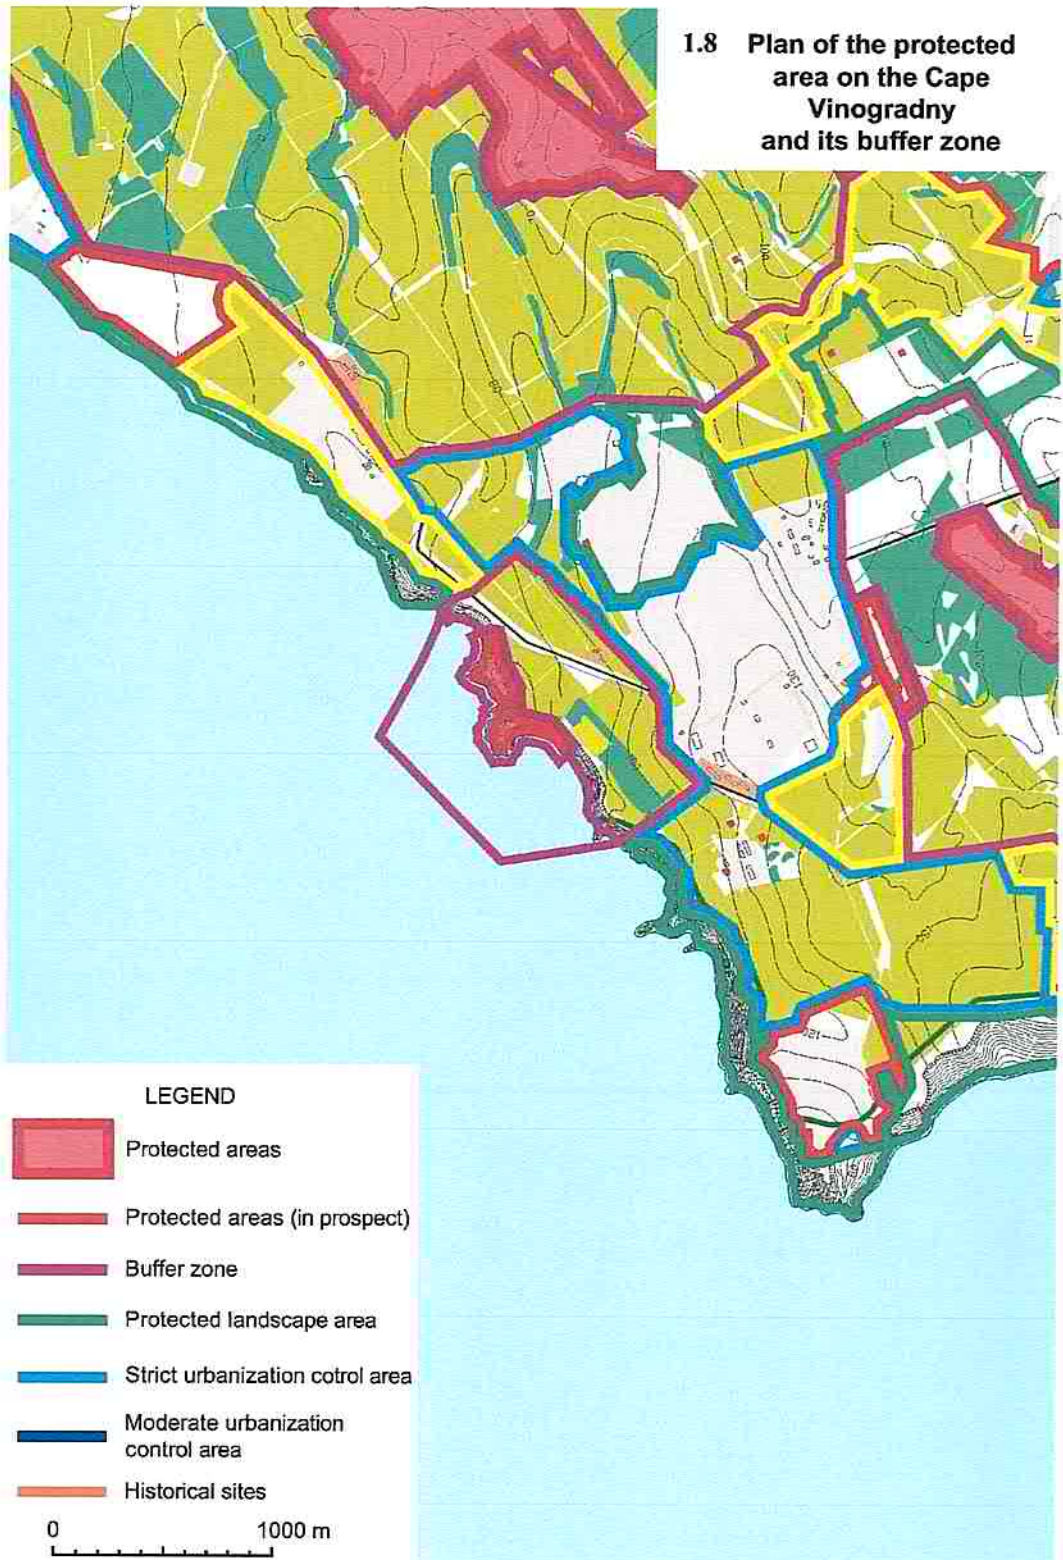 1.8 Plan of the protected
area on the Cape
Vinogradny
and its buffer zone
LEGEND
Protected areas
Protected areas (in prospect)
Buffer zone
Protected landscape area
Strict urbanization cotrol area
Moderate urbanization
control area
Historical sites
0 1000 m